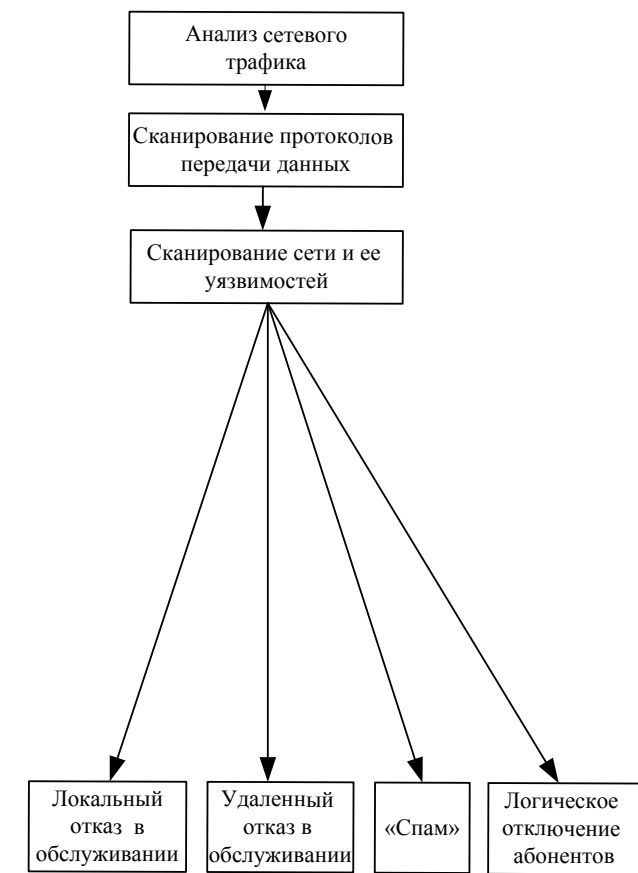 Анализ сетевого
трафика
Сканирование протоколов
передачи данных
Сканирование сети и ее
уязвимостей
Локальный
отказ в
обслуживании
Удаленный
отказ в
обслуживании
«Спам»
Логическое
отключение
абонентов